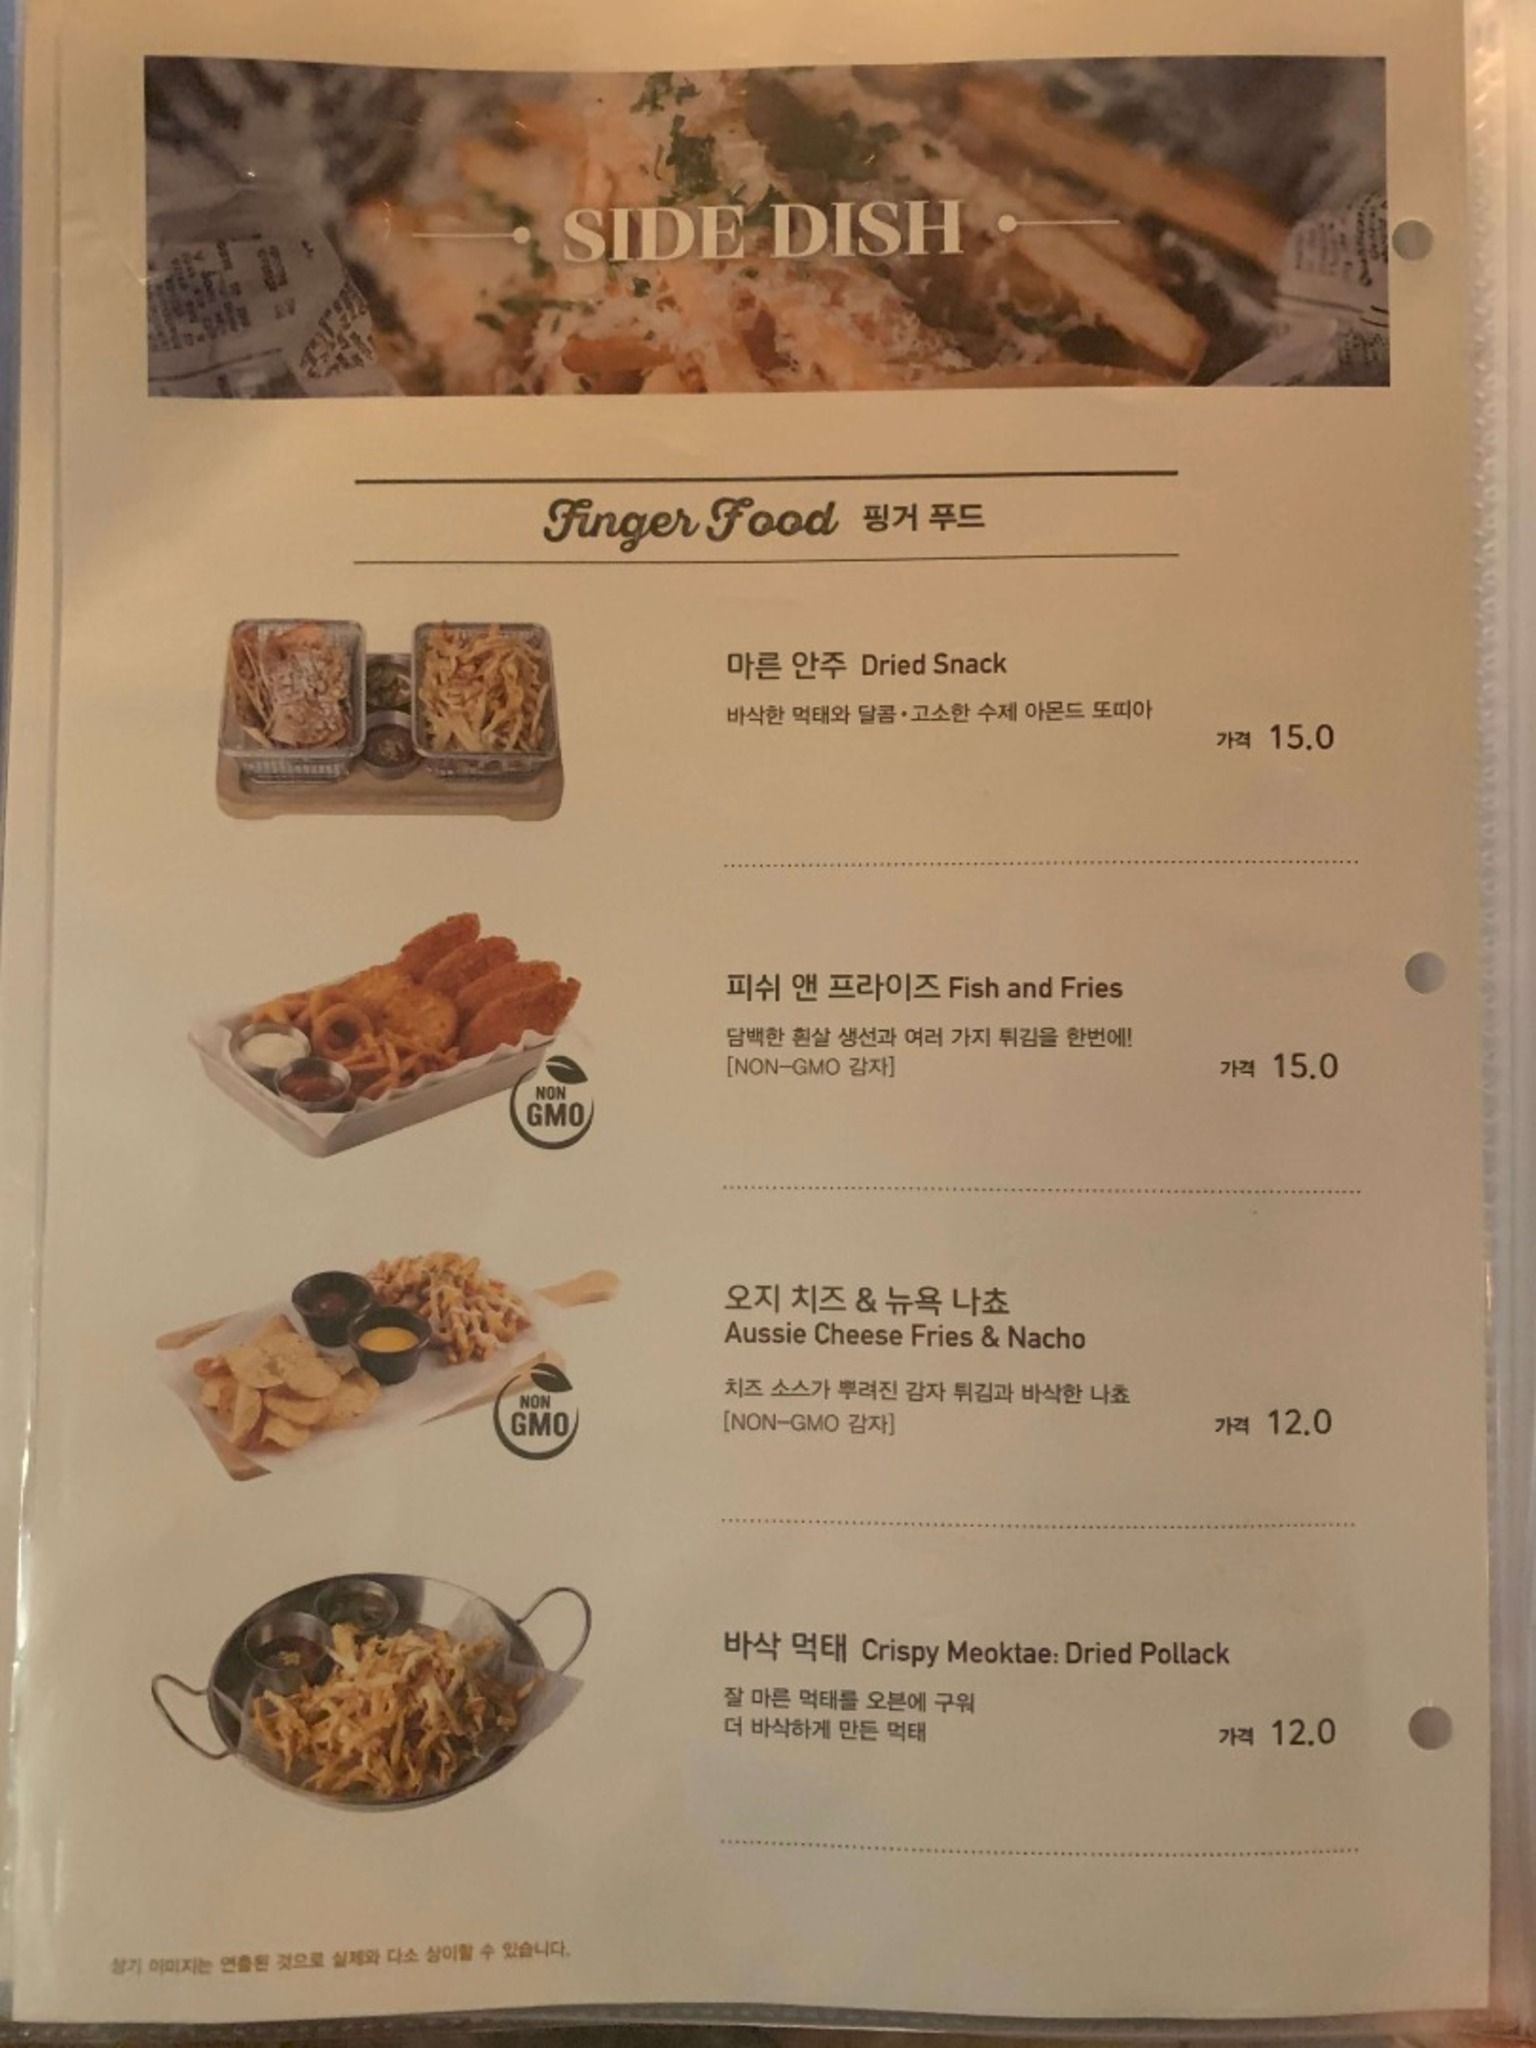 SIDE DISH
Finger Food 핑거 푸드
마른 안주 Dried Snack
바삭한 먹태와 달콤•고소한 수제 아몬드 또띠아
가격 15.0
피쉬 앤 프라이즈 Fish and Fries
담백한 흰살 생선과 여러 가지 튀김을 한번에!
[NON-GMO 감자]
가격 15.0
NON
GMO
오지 치즈 & 뉴욕 나쵸
Aussie Cheese Fries & Nacho
치즈 소스가 뿌려진 감자 튀김과 바삭한 나쵸
[NON-GMO 감자]
가격 12.0
NON
GMO
바삭 먹태 Crispy Meoktae: Dried Pollack
잘 마른 먹태를 오븐에 구워
더 바삭하게 만든 먹태
가격 12.0
상기 이미지는 연출된 것으로 실제와 다소 상이할 수 있습니다.